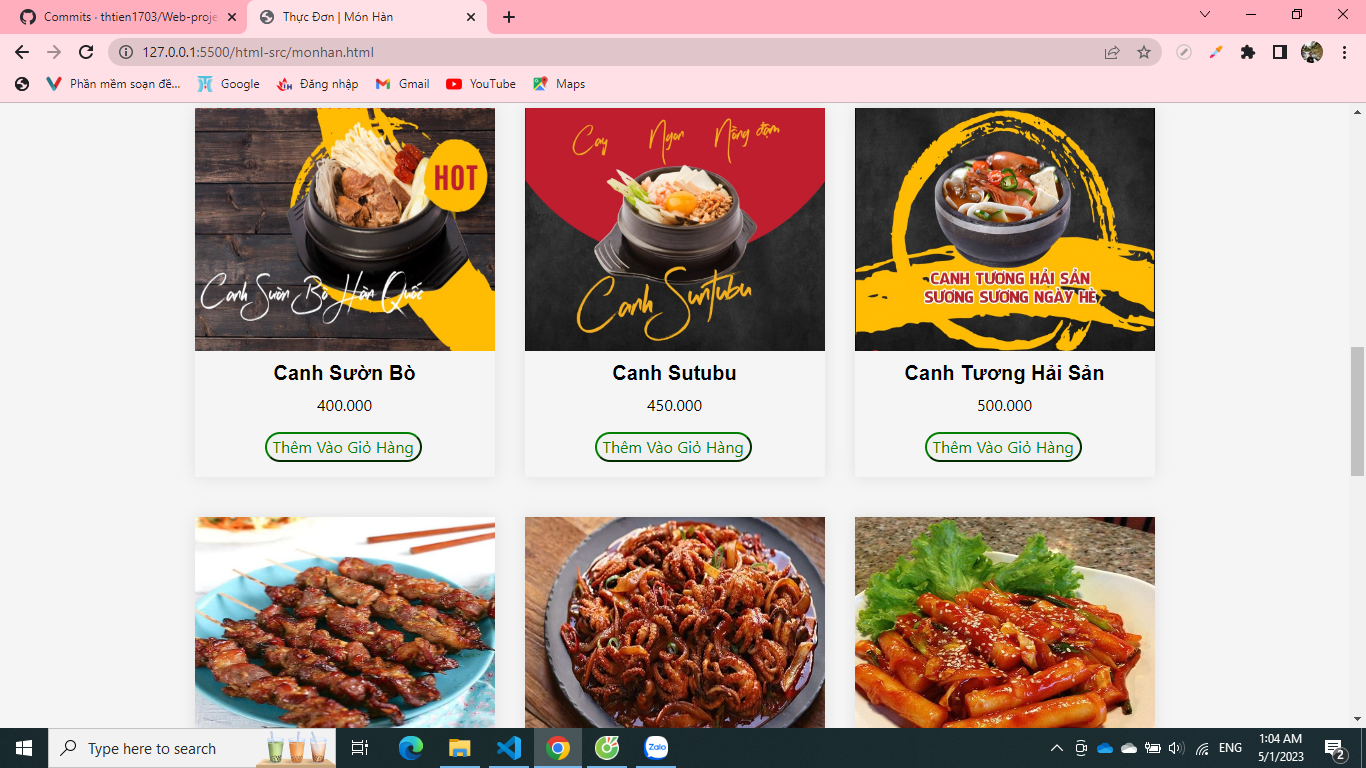 Commits · thtien1703/Web-proje
Thực Đơn | Món Hàn
127.0.0.1:5500/html-src/monhan.html
Phần mềm soạn đề...
Google
Đăng nhập
Gmail
YouTube
Maps
HOT
Canh Sườn Bò Hàn Quốc
Cay Ngon Nồng đậm
Canh Suntubu
CANH TƯƠNG HẢI SẢN
SƯƠNG SƯƠNG NGÀY HÈ
Canh Sườn Bò
Canh Sutubu
Canh Tương Hải Sản
400.000
450.000
500.000
Thêm Vào Giỏ Hàng
Thêm Vào Giỏ Hàng
Thêm Vào Giỏ Hàng
Type here to search
Zalo
ENG
1:04 AM
5/1/2023
2